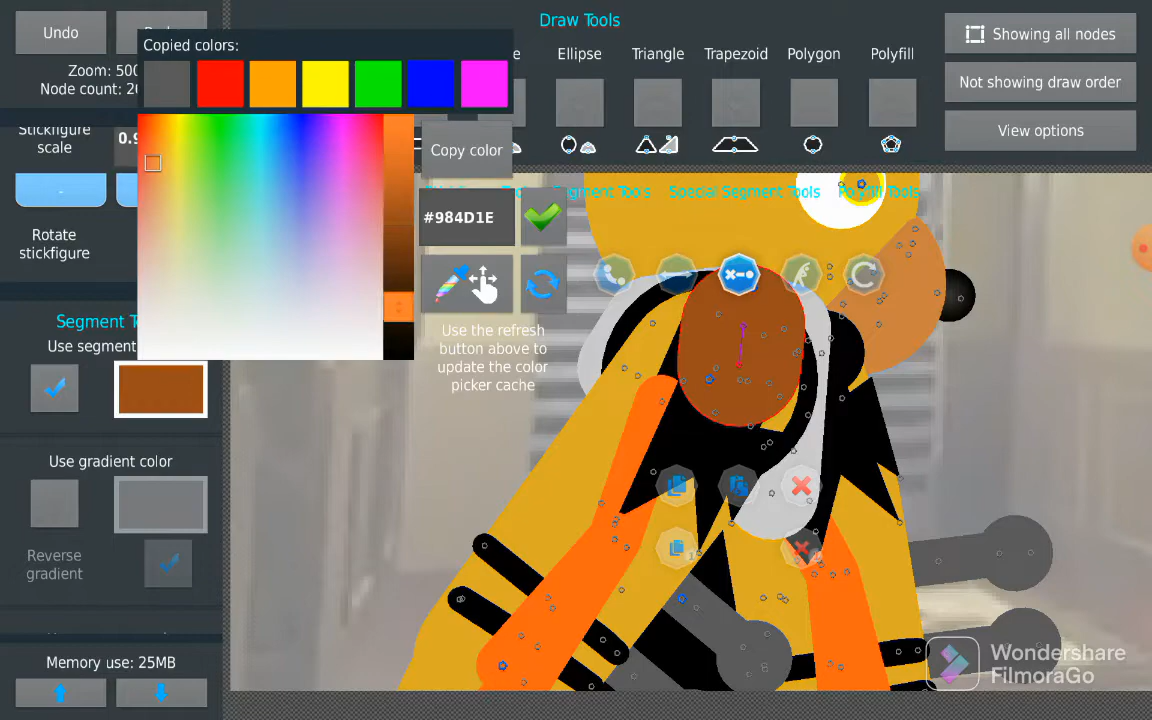 Undo
Zoom: 500
Node count: 20
Stickfigure
scale
0.9
-
Rotate
stickfigure
Use segment
Use gradient color
Reverse
gradient
Memory use: 25MB
Copied colors:
Copy color
#984D1E
Use the refresh
button above to
update the color
picker cache
Draw Tools
Ellipse
Triangle
Trapezoid
Polygon
Polyfill
Segment Tools
Special Segment Tools
Polyfill Tools
Showing all nodes
Not showing draw order
View options
Wondershare
FilmoraGo